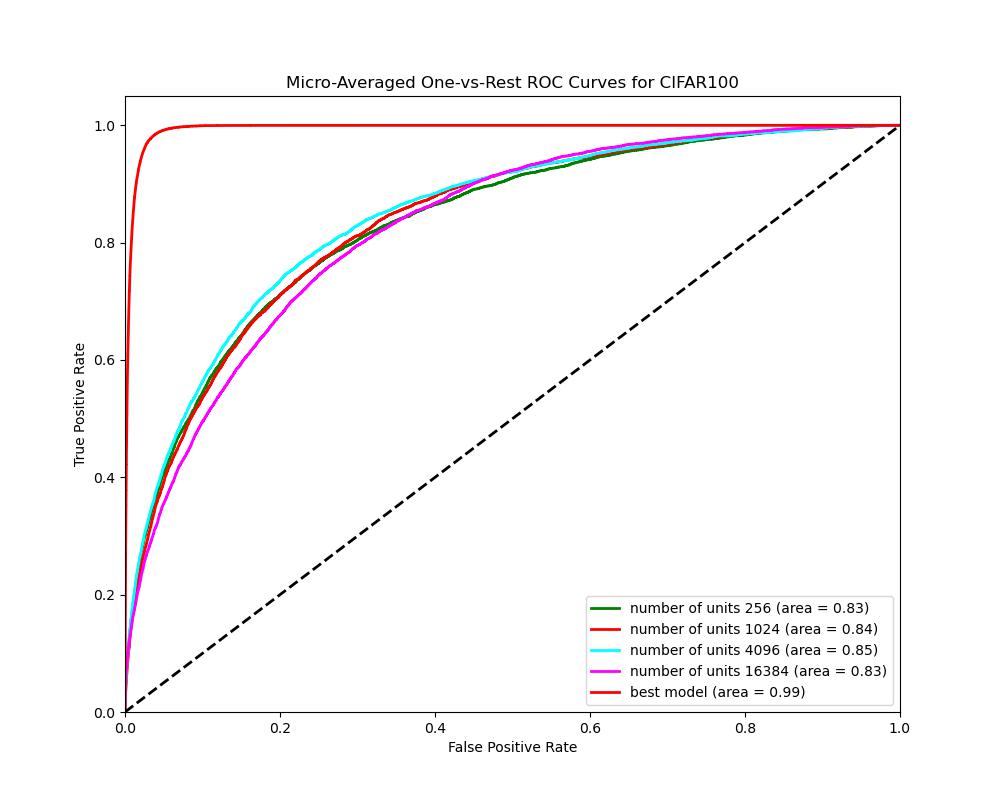 Micro-Averaged One-vs-Rest ROC Curves for CIFAR100
True Positive Rate
1.0
0.8
0.6
0.4
0.2
0.0
number of units 256 (area = 0.83)
number of units 1024 (area = 0.84)
number of units 4096 (area = 0.85)
number of units 16384 (area = 0.83)
best model (area = 0.99)
0.0 0.2 0.4 0.6 0.8 1.0
False Positive Rate